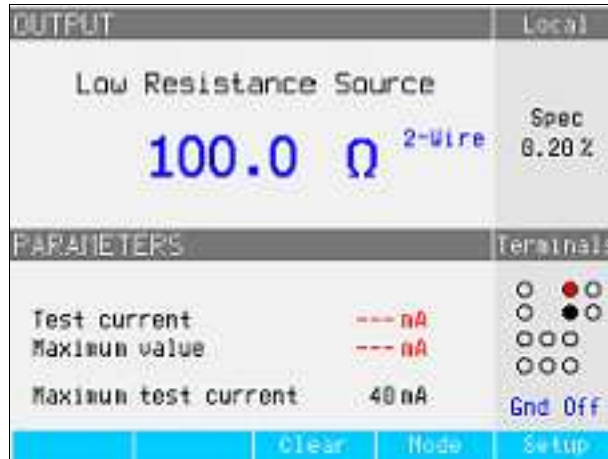 OUTPUT Local
Low Resistance Source
100.0 Ω 2-Wire
Spec
0.20 %
PARAMETERS Terminals
Test current --- mA
Maximum value --- mA
Maximum test current 40 mA
Gnd Off
Clear Mode Setup